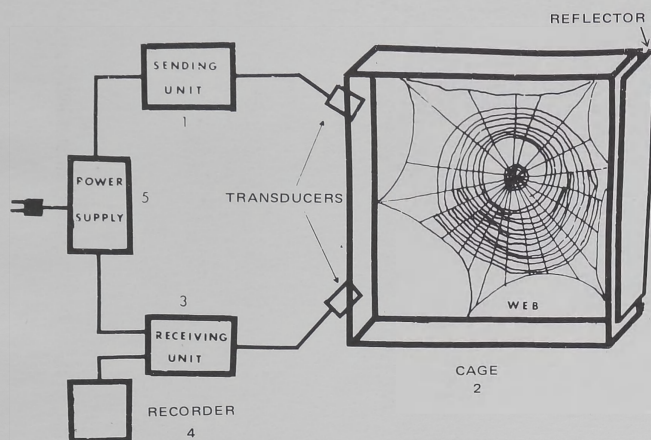 REFLECTOR
SENDING
UNIT
1
POWER
SUPPLY
5
TRANSDUCERS
3
RECEIVING
UNIT
RECORDER
4
WEB
CAGE
2